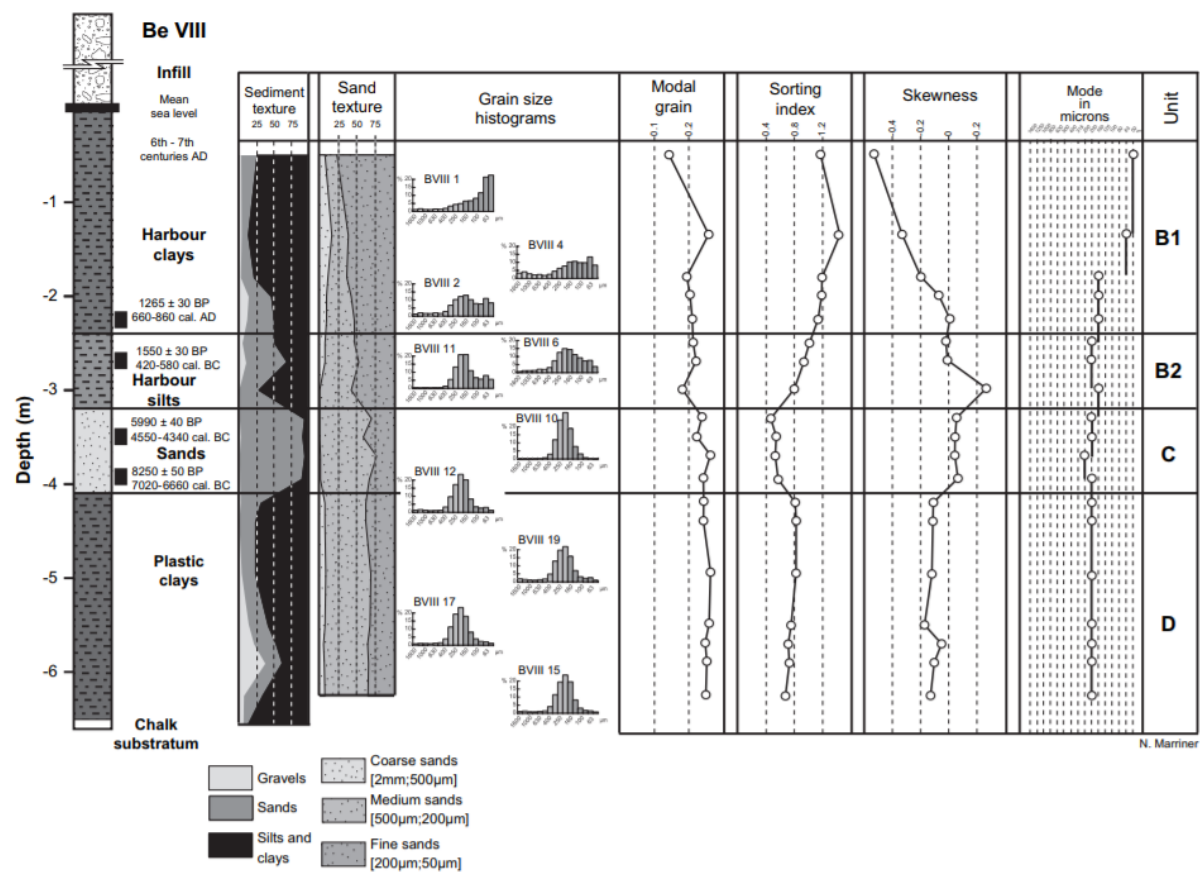 Be VIII
Infill
Mean
sea level
6th - 7th
centuries AD
Harbour
clays
1265 ± 30 BP
660-860 cal. AD
1550 ± 30 BP
420-580 cal. BC
Harbour
silts
5990 ± 40 BP
4550-4340 cal. BC
Sands
8250 ± 50 BP
7020-6660 cal. BC
Plastic
clays
Chalk
substratum
Depth (m)
-1
-2
-3
-4
-5
-6
Sediment
texture
25 50 75
Sand
texture
25 50 75
Grain size
histograms
BVIII 1
BVIII 4
BVIII 2
BVIII 11
BVIII 6
BVIII 10
BVIII 12
BVIII 19
BVIII 17
BVIII 15
Modal
grain
-0.1 -0.2
Sorting
index
-0.4 -0.8 -1.2
Skewness
-0.4 -0.2 -0 -0.2
Mode
in
microns
Unit
B1
B2
C
D
N. Marriner
Gravels
Sands
Silts and
clays
Coarse sands
[2mm;500µm]
Medium sands
[500µm;200µm]
Fine sands
[200µm;50µm]